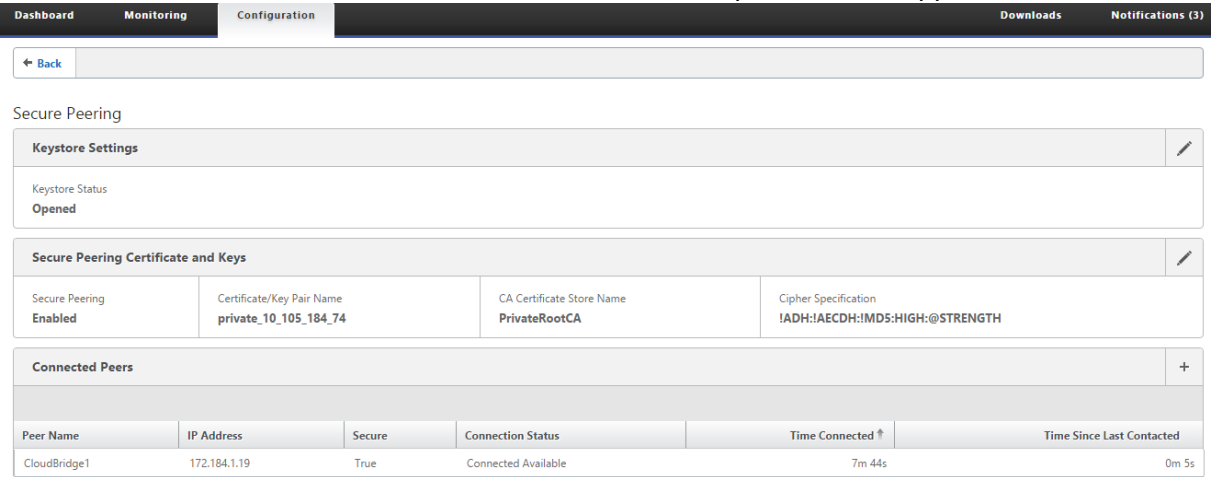 Dashboard Monitoring Configuration Downloads Notifications (3)
← Back
Secure Peering
Keystore Settings
Keystore Status
Opened
Secure Peering Certificate and Keys
Secure Peering Certificate/Key Pair Name CA Certificate Store Name Cipher Specification
Enabled private_10_105_184_74 PrivateRootCA !ADH:!AECDH:!MD5:HIGH:@STRENGTH
Connected Peers +
Peer Name IP Address Secure Connection Status Time Connected ↑ Time Since Last Contacted
CloudBridge1 172.184.1.19 True Connected Available 7m 44s 0m 5s